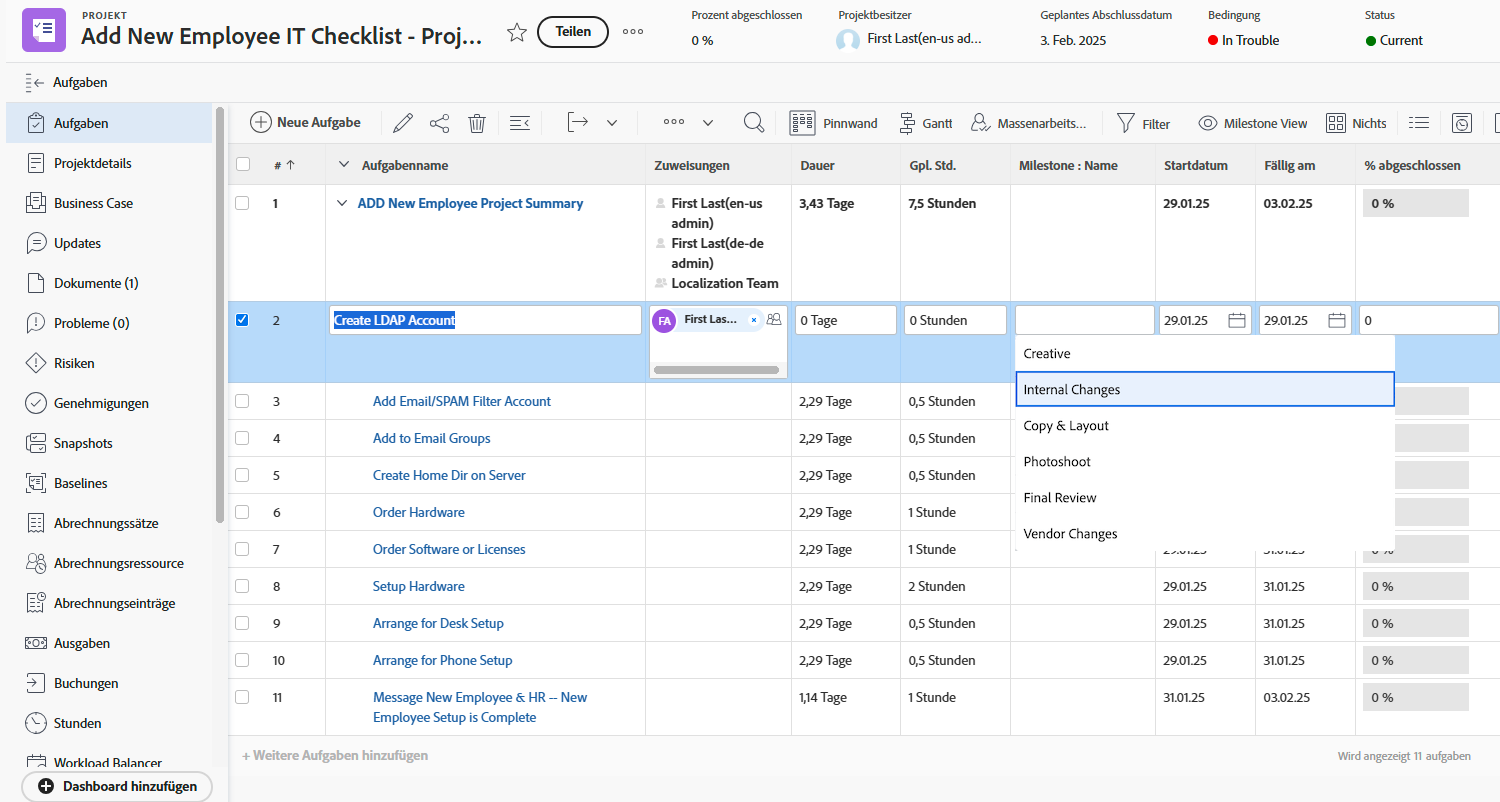 PROJEKT
Add New Employee IT Checklist - Proj...
Teilen
Prozent abgeschlossen
0 %
Projektbesitzer
First Last(en-us ad...
Geplantes Abschlussdatum
3. Feb. 2025
Bedingung
In Trouble
Status
Current
Aufgaben
Aufgaben
Projektdetails
Business Case
Updates
Dokumente (1)
Probleme (0)
Risiken
Genehmigungen
Snapshots
Baselines
Abrechnungssätze
Abrechnungsressource
Abrechnungseinträge
Ausgaben
Buchungen
Stunden
Workload Balancer
Dashboard hinzufügen
Neue Aufgabe
Pinnwand
Gantt
Massenarbeits...
Filter
Milestone View
Nichts
# Aufgabenname Zuweisungen Dauer Gpl. Std. Milestone : Name Startdatum Fällig am % abgeschlossen
1 ADD New Employee Project Summary First Last(en-us 3,43 Tage 7,5 Stunden 29.01.25 03.02.25 0 %
admin)
First Last(de-de
admin)
Localization Team
2 Create LDAP Account FA First Las... × 0 Tage 0 Stunden 29.01.25 29.01.25 0
Creative
Internal Changes
Copy & Layout
Photoshoot
Final Review
Vendor Changes
3 Add Email/SPAM Filter Account 2,29 Tage 0,5 Stunden
4 Add to Email Groups 2,29 Tage 0,5 Stunden
5 Create Home Dir on Server 2,29 Tage 0,5 Stunden
6 Order Hardware 2,29 Tage 1 Stunde
7 Order Software or Licenses 2,29 Tage 1 Stunde 29.01.25 31.01.25 0 %
8 Setup Hardware 2,29 Tage 2 Stunden 29.01.25 31.01.25 0 %
9 Arrange for Desk Setup 2,29 Tage 0,5 Stunden 29.01.25 31.01.25 0 %
10 Arrange for Phone Setup 2,29 Tage 0,5 Stunden 29.01.25 31.01.25 0 %
11 Message New Employee & HR -- New 1,14 Tage 1 Stunde 31.01.25 03.02.25 0 %
Employee Setup is Complete
+ Weitere Aufgaben hinzufügen
Wird angezeigt 11 aufgaben